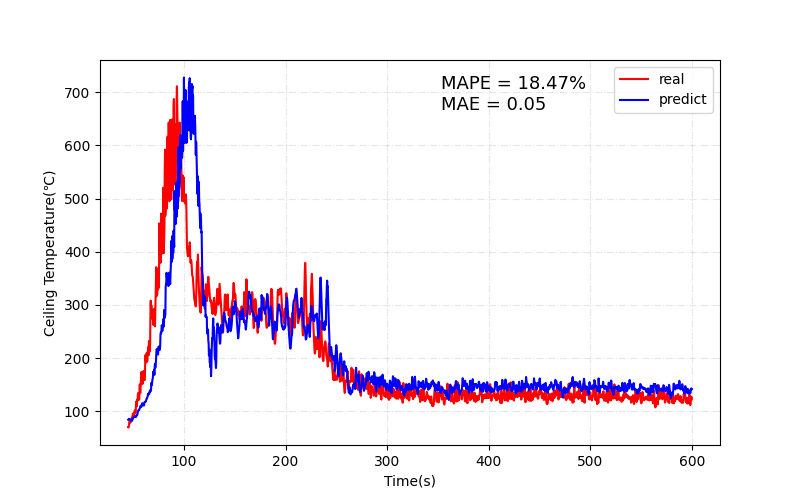 MAPE = 18.47%
MAE = 0.05
real
predict
Ceiling Temperature(℃)
700
600
500
400
300
200
100
100 200 300 400 500 600
Time(s)